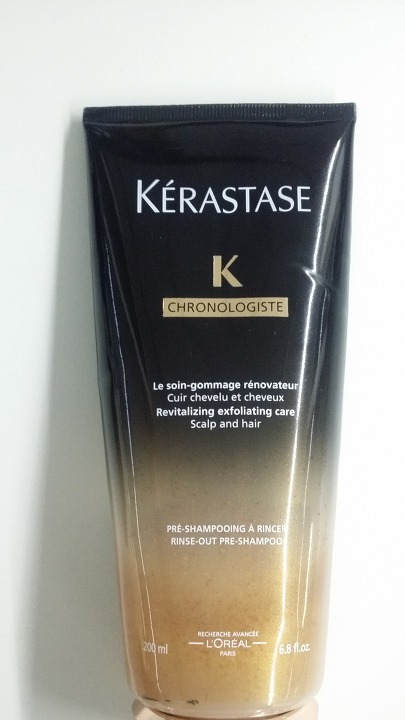 KÉRASTASE
K
CHRONOLOGISTE
Le soin-gommage rénovateur
Cuir chevelu et cheveux
Revitalizing exfoliating care
Scalp and hair
PRÉ-SHAMPOOING À RINCER
RINSE-OUT PRE-SHAMPOO
RECHERCHE AVANCÉE
200 ml L'ORÉAL 6.8 fl.oz.
PARIS